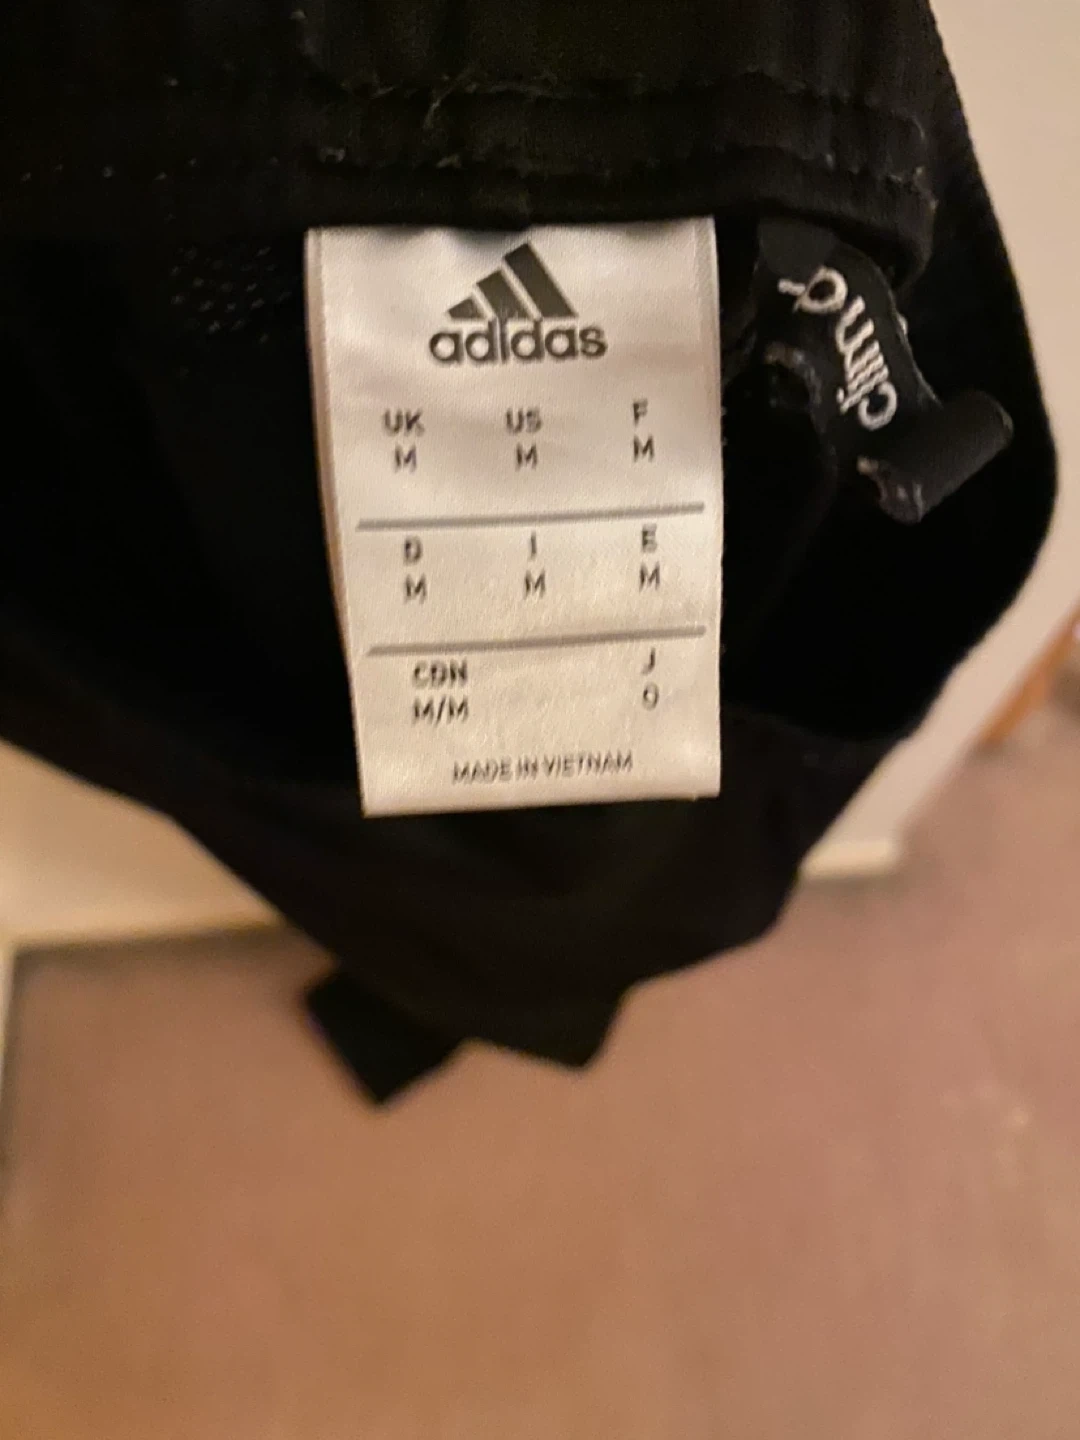 adidas
UK US F
M M M
D I E
M M M
CDN J
M/M O
MADE IN VIETNAM